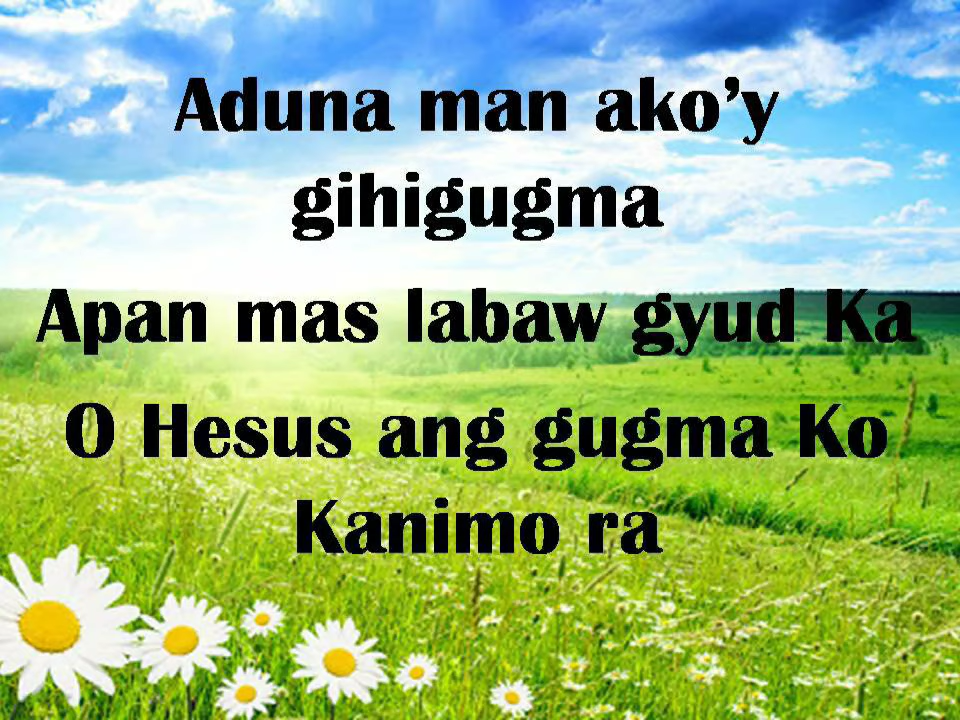 Aduna man ako’y
gihigugma
Apan mas labaw gyud Ka
O Hesus ang gugma Ko
Kanimo ra